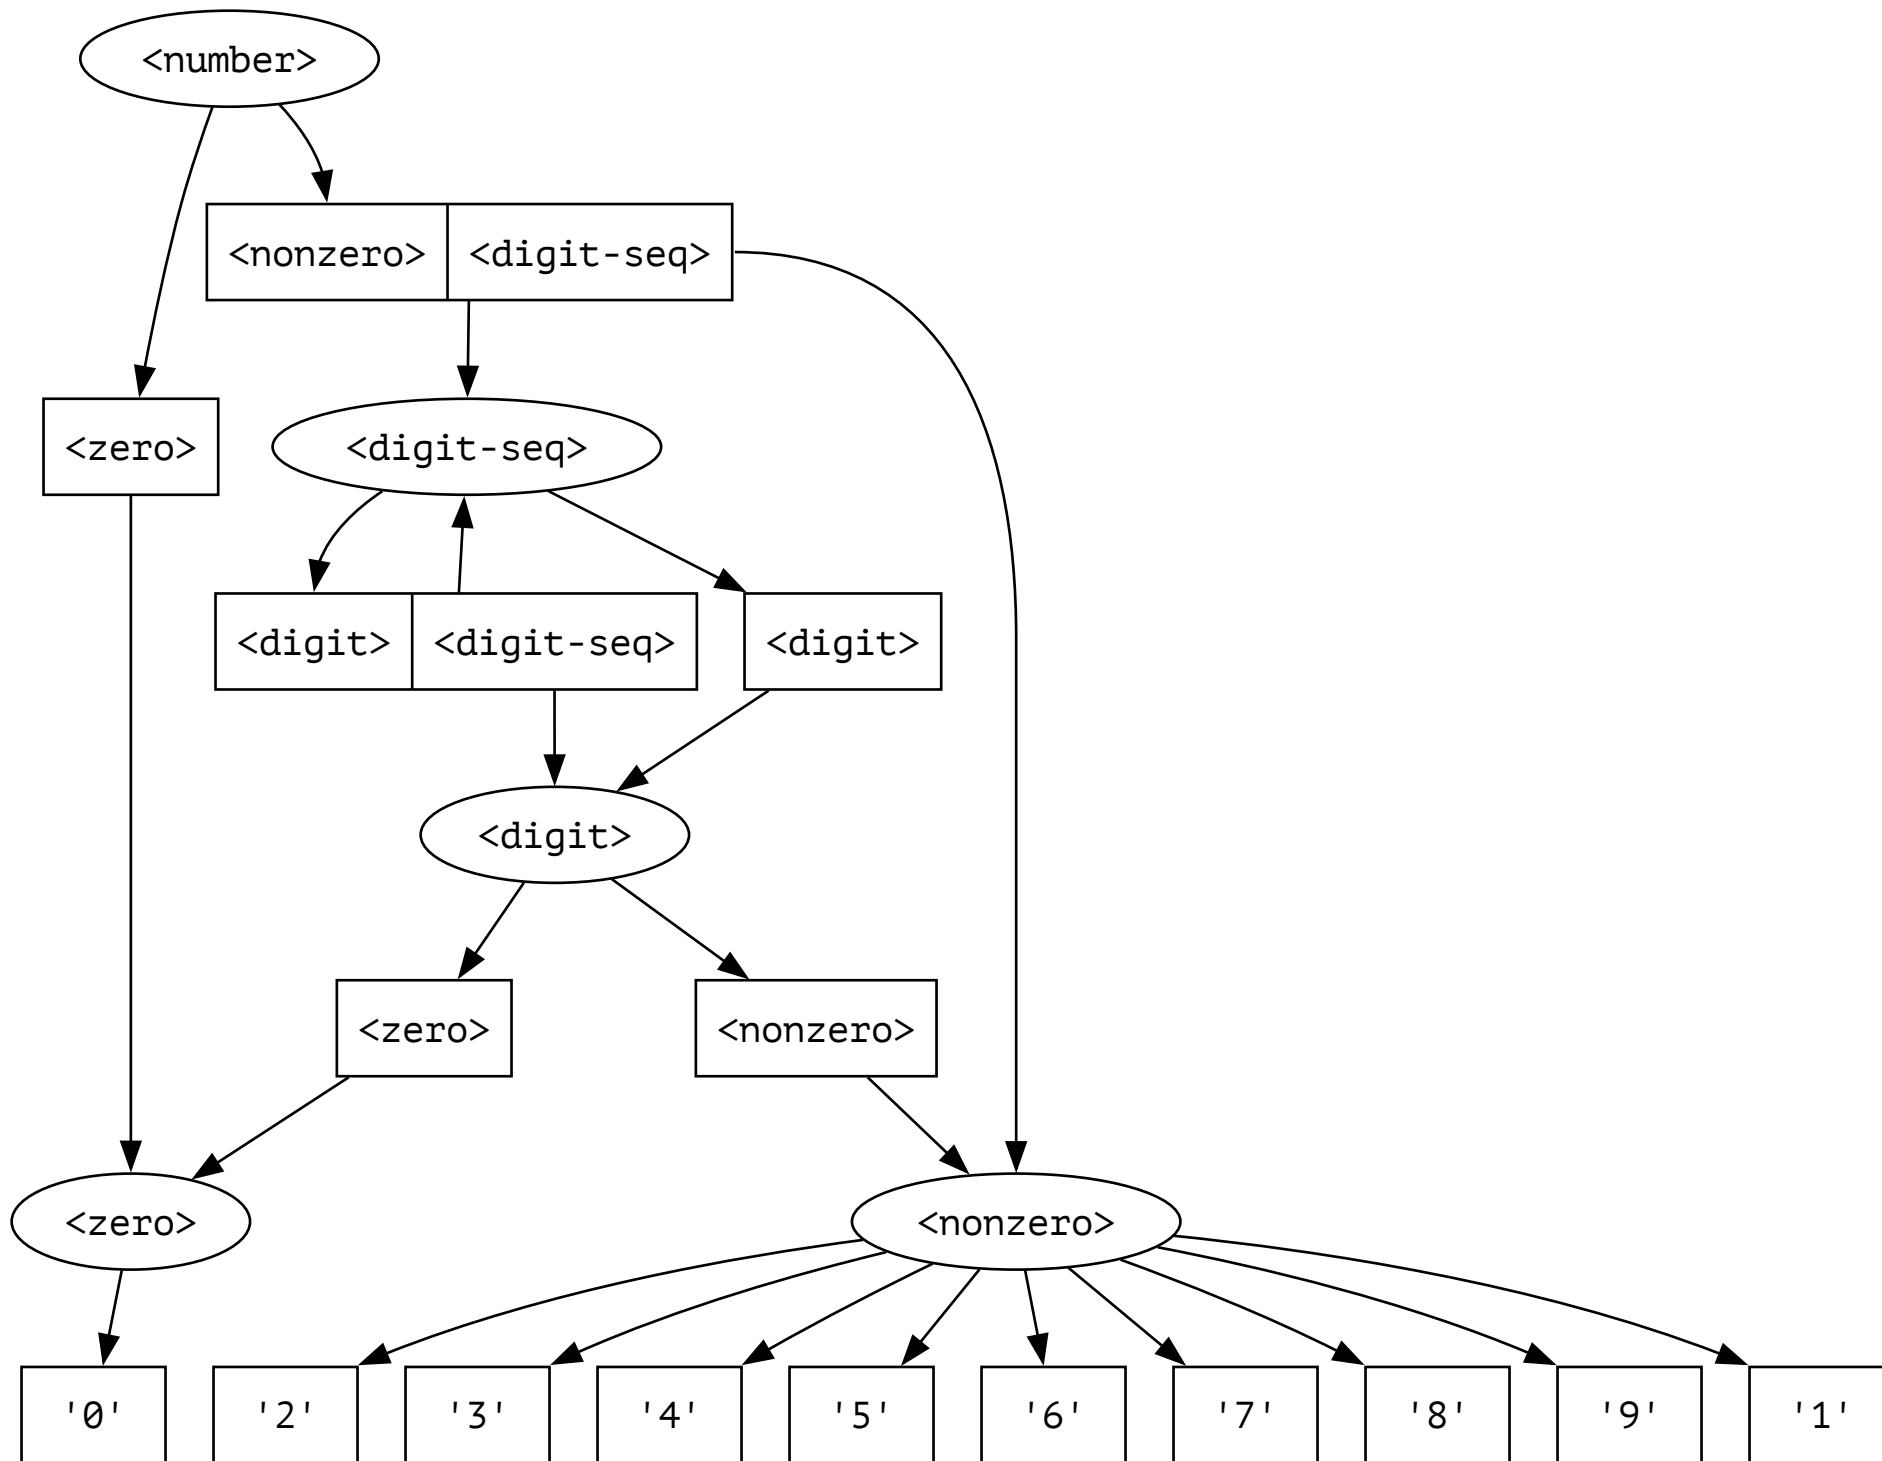 <number>
<nonzero> <digit-seq>
<zero> <digit-seq>
<digit> <digit-seq> <digit>
<digit>
<zero> <nonzero>
<zero> <nonzero>
'0' '2' '3' '4' '5' '6' '7' '8' '9' '1'